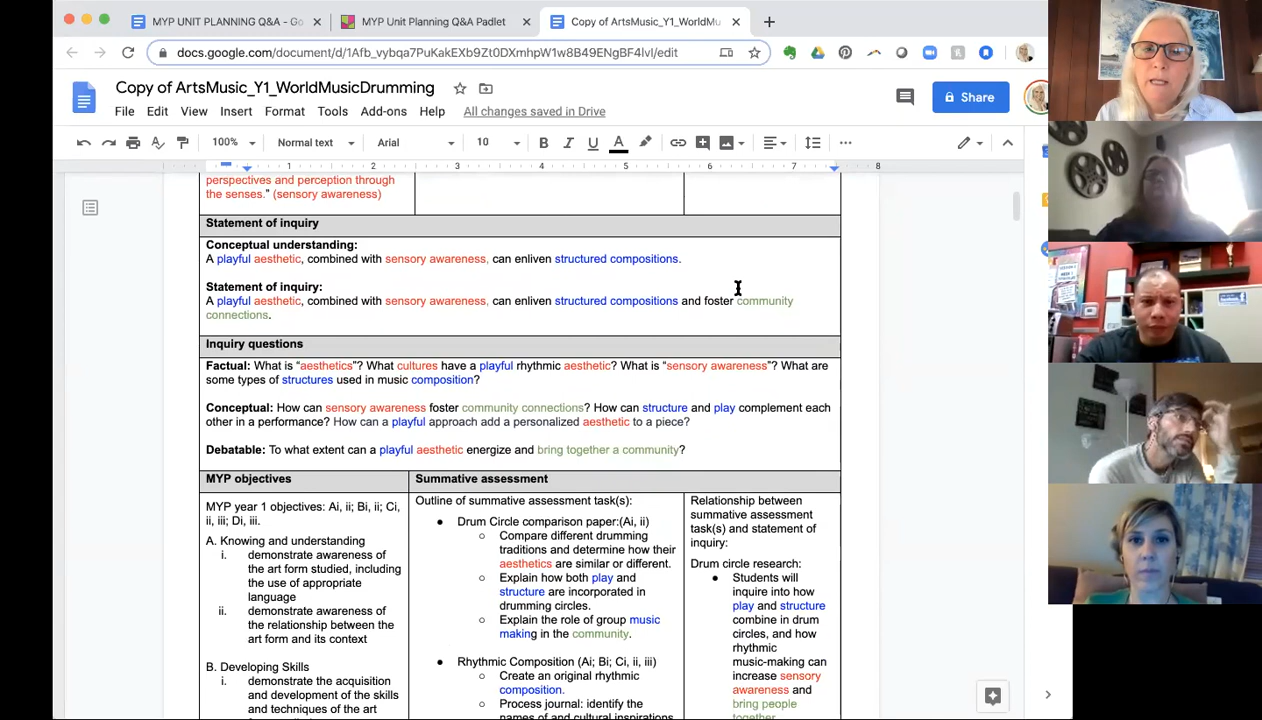 MYP UNIT PLANNING Q&A - Go
MYP Unit Planning Q&A Padlet
Copy of ArtsMusic_Y1_WorldMu
docs.google.com/document/d/1Afb_vybqa7PuKakEXb9Zt0DXmhpW1w8B49ENgBF4lvI/edit
Copy of ArtsMusic_Y1_WorldMusicDrumming
File Edit View Insert Format Tools Add-ons Help All changes saved in Drive
Share
100% Normal text Arial 10 B I U A
1 2 3 4 5 6 7 8
perspectives and perception through
the senses." (sensory awareness)
Statement of inquiry
Conceptual understanding:
A playful aesthetic, combined with sensory awareness, can enliven structured compositions.
Statement of inquiry:
A playful aesthetic, combined with sensory awareness, can enliven structured compositions and foster community
connections.
Inquiry questions
Factual: What is “aesthetics”? What cultures have a playful rhythmic aesthetic? What is “sensory awareness”? What are
some types of structures used in music composition?
Conceptual: How can sensory awareness foster community connections? How can structure and play complement each
other in a performance? How can a playful approach add a personalized aesthetic to a piece?
Debatable: To what extent can a playful aesthetic energize and bring together a community?
MYP objectives
MYP year 1 objectives: Ai, ii; Bi, ii; Ci,
ii, iii; Di, iii.
A. Knowing and understanding
i. demonstrate awareness of
the art form studied, including
the use of appropriate
language
ii. demonstrate awareness of
the relationship between the
art form and its context
B. Developing Skills
i. demonstrate the acquisition
and development of the skills
and techniques of the art
Summative assessment
Outline of summative assessment task(s):
● Drum Circle comparison paper:(Ai, ii)
○ Compare different drumming
traditions and determine how their
aesthetics are similar or different.
○ Explain how both play and
structure are incorporated in
drumming circles.
○ Explain the role of group music
making in the community.
● Rhythmic Composition (Ai; Bi; Ci, ii, iii)
○ Create an original rhythmic
composition.
○ Process journal: identify the
names of and cultural inspirations
Relationship between
summative assessment
task(s) and statement of
inquiry:
Drum circle research:
● Students will
inquire into how
play and structure
combine in drum
circles, and how
rhythmic
music-making can
increase sensory
awareness and
bring people
together